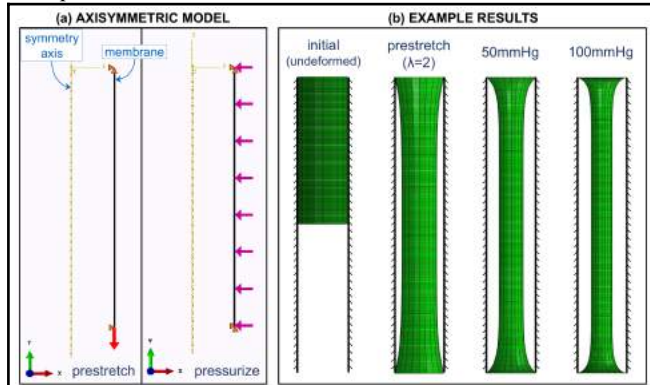 (a) AXISYMMETRIC MODEL
(b) EXAMPLE RESULTS
symmetry
axis
membrane
initial
(undeformed)
prestretch
(λ=2)
50mmHg
100mmHg
Y
X
prestretch
Y
X
pressurize